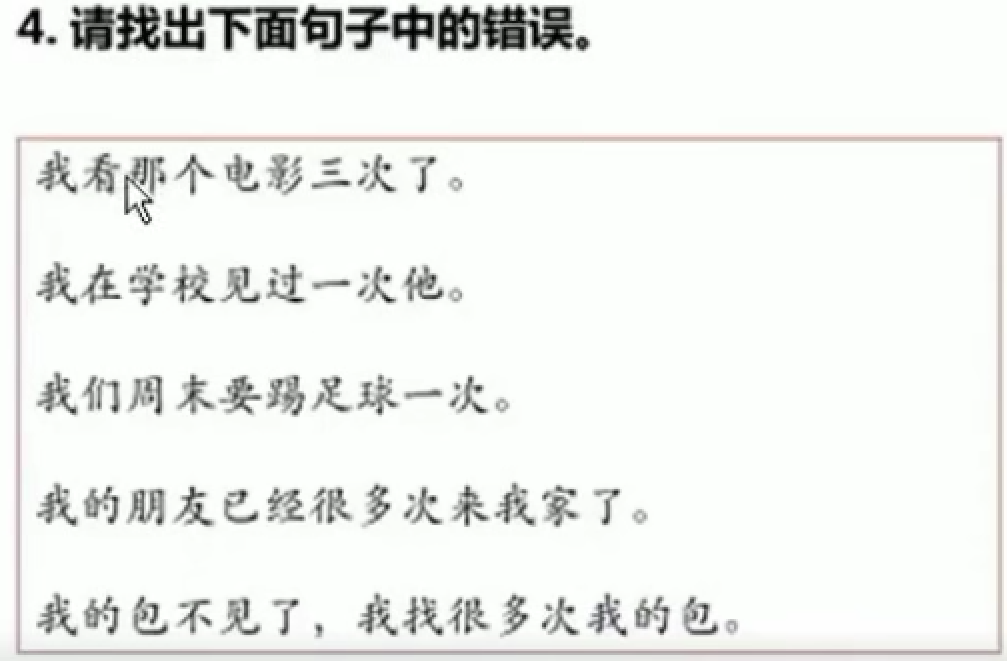 4. 请找出下面句子中的错误。
我看那个电影三次了。
我在学校见过一次他。
我们周末要踢足球一次。
我的朋友已经很多次来我家了。
我的包不见了，我找很多次我的包。